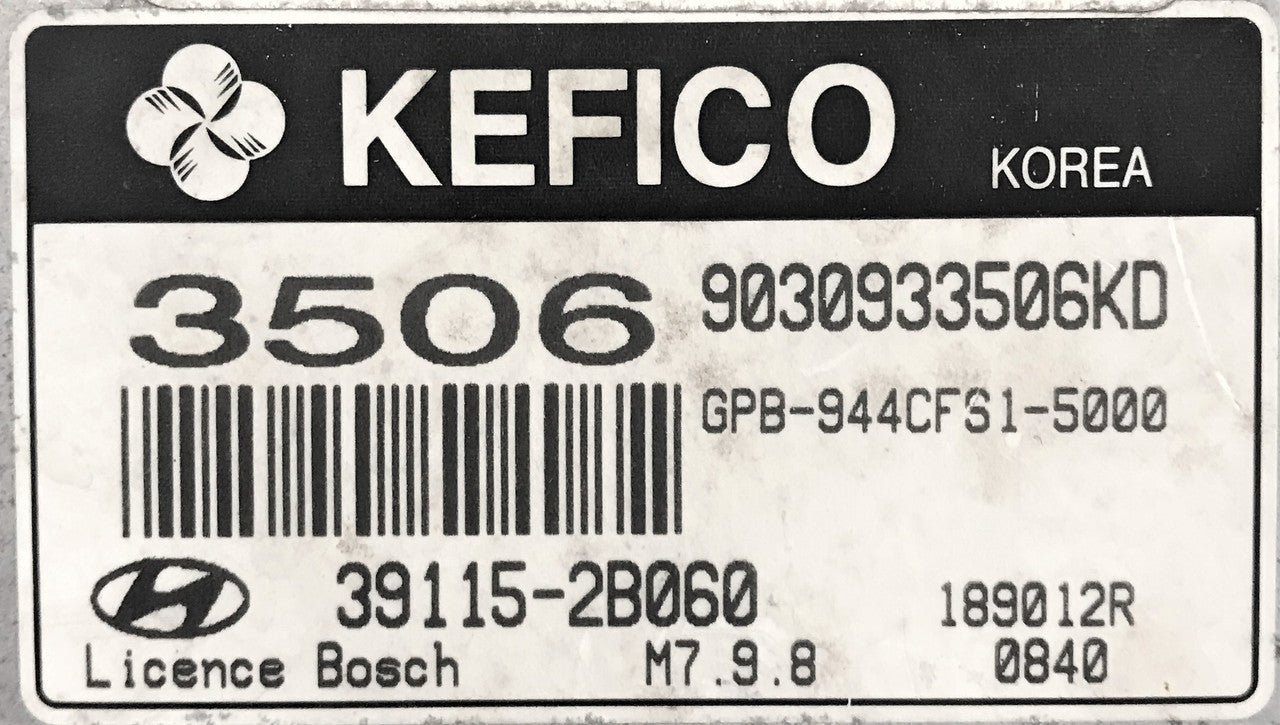 KEFICO KOREA
3506 9030933506KD
GPB-944CFS1-5000
39115-2B060 189012R
Licence Bosch M7.9.8 0840